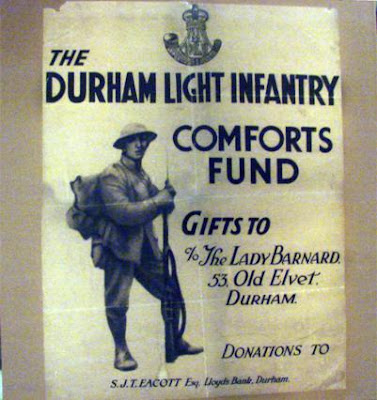 THE
DURHAM LIGHT INFANTRY
COMFORTS
FUND
GIFTS TO
c/o The LADY BARNARD.
53, Old Elvet.
DURHAM.
DONATIONS TO
S.J.T. EACOTT Esq. Lloyds Bank, Durham.